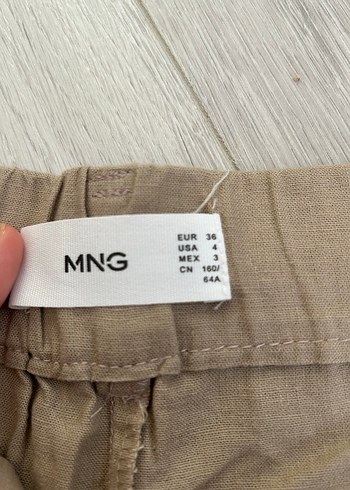 MNG
EUR 36
USA 4
MEX 3
CN 160/
64A